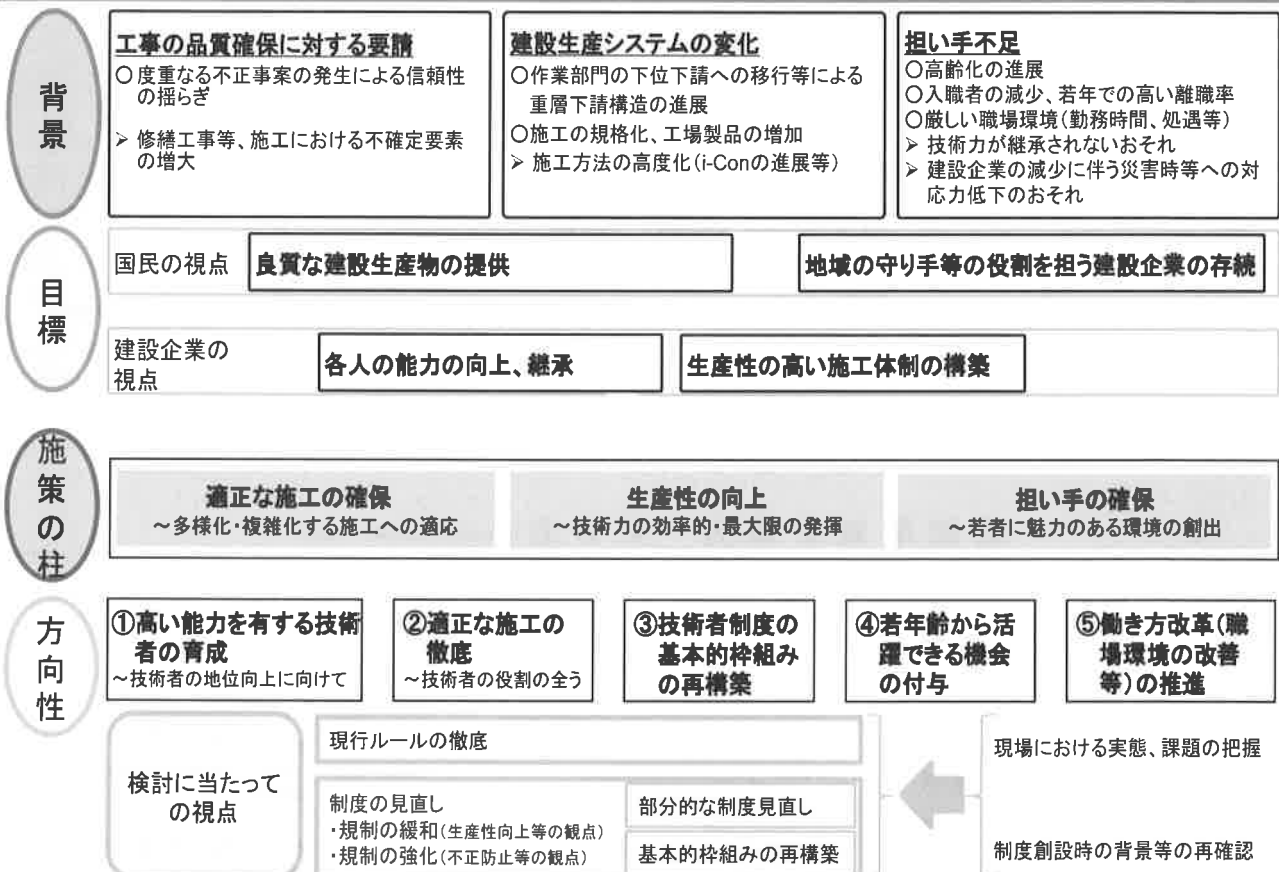 背景
工事の品質確保に対する要請
○度重なる不正事案の発生による信頼性
の揺らぎ
➢ 修繕工事等、施工における不確定要素
の増大
建設生産システムの変化
○作業部門の下位下請への移行等による
重層下請構造の進展
○施工の規格化、工場製品の増加
➢ 施工方法の高度化(i-Conの進展等)
担い手不足
○高齢化の進展
○入職者の減少、若年での高い離職率
○厳しい職場環境(勤務時間、処遇等)
➢ 技術力が継承されないおそれ
➢ 建設企業の減少に伴う災害時等への対
応力低下のおそれ
目標
国民の視点
良質な建設生産物の提供
地域の守り手等の役割を担う建設企業の存続
建設企業の
視点
各人の能力の向上、継承
生産性の高い施工体制の構築
施策の柱
適正な施工の確保
～多様化・複雑化する施工への適応
生産性の向上
～技術力の効率的・最大限の発揮
担い手の確保
～若者に魅力のある環境の創出
方向性
①高い能力を有する技術
者の育成
～技術者の地位向上に向けて
②適正な施工の
徹底
～技術者の役割の全う
③技術者制度の
基本的枠組み
の再構築
④若年齢から活
躍できる機会
の付与
⑤働き方改革(職
場環境の改善
等)の推進
検討に当たって
の視点
現行ルールの徹底
制度の見直し
・規制の緩和(生産性向上等の観点)
・規制の強化(不正防止等の観点)
部分的な制度見直し
基本的枠組みの再構築
現場における実態、課題の把握
制度創設時の背景等の再確認